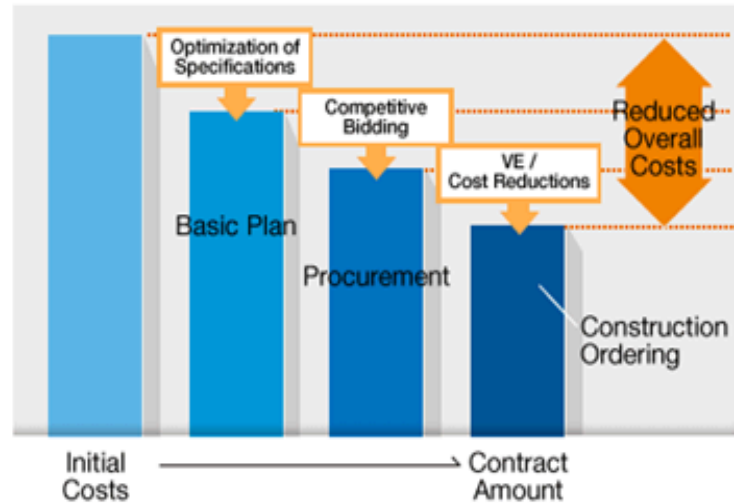 Optimization of
Specifications
Competitive
Bidding
VE /
Cost Reductions
Reduced
Overall
Costs
Basic Plan
Procurement
Construction
Ordering
Initial
Costs
Contract
Amount